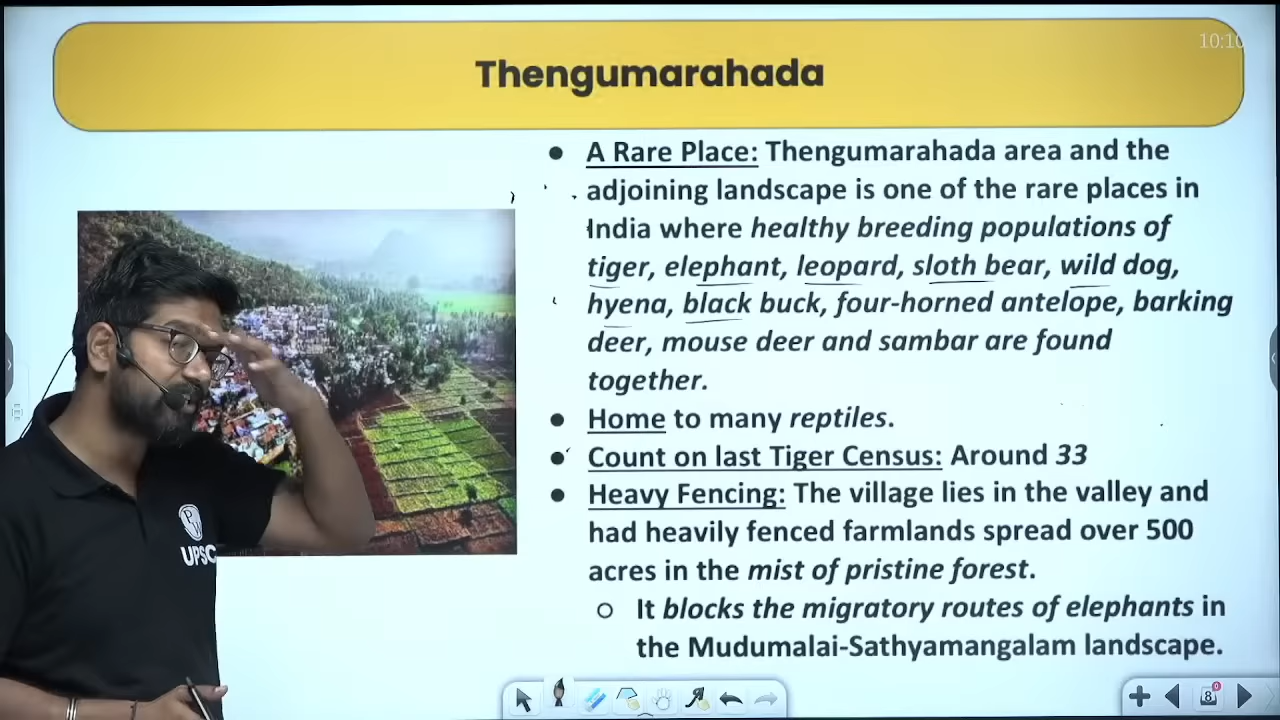 10:10
Thengumarahada
● A Rare Place: Thengumarahada area and the
adjoining landscape is one of the rare places in
India where healthy breeding populations of
tiger, elephant, leopard, sloth bear, wild dog,
hyena, black buck, four-horned antelope, barking
deer, mouse deer and sambar are found
together.
● Home to many reptiles.
● Count on last Tiger Census: Around 33
● Heavy Fencing: The village lies in the valley and
had heavily fenced farmlands spread over 500
acres in the mist of pristine forest.
○ It blocks the migratory routes of elephants in
the Mudumalai-Sathyamangalam landscape.
UPSC
8